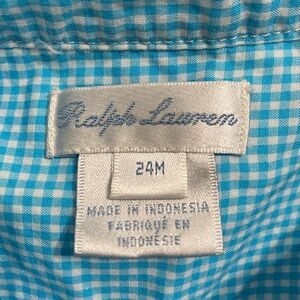 Ralph Lauren
24M
MADE IN INDONESIA
FABRIQUÉ EN
INDONÉSIE